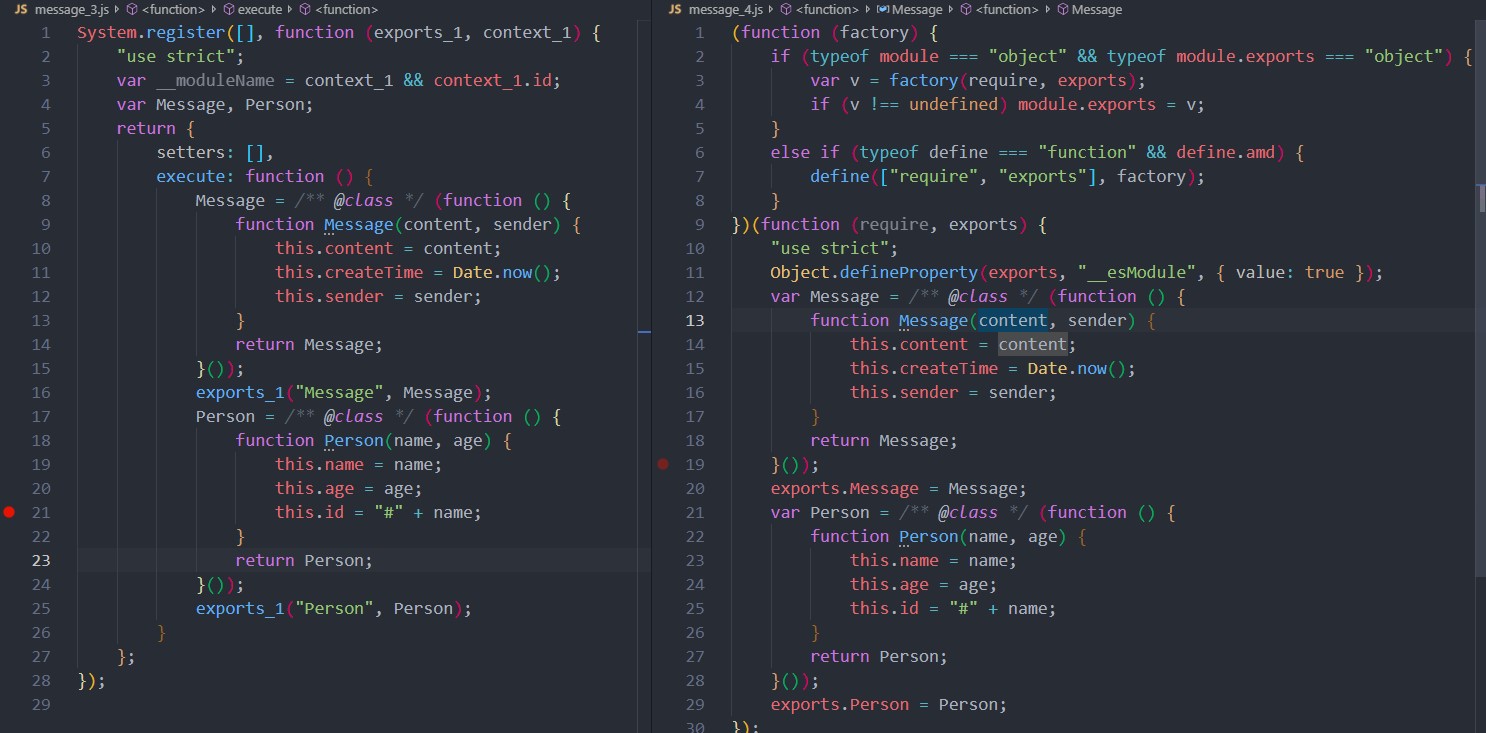 JS message_3.js › <function> › execute › <function>
1 System.register([], function (exports_1, context_1) {
2     "use strict";
3     var __moduleName = context_1 && context_1.id;
4     var Message, Person;
5     return {
6         setters: [],
7         execute: function () {
8             Message = /** @class */ (function () {
9                 function Message(content, sender) {
10                     this.content = content;
11                     this.createTime = Date.now();
12                     this.sender = sender;
13                 }
14                 return Message;
15             }());
16             exports_1("Message", Message);
17             Person = /** @class */ (function () {
18                 function Person(name, age) {
19                     this.name = name;
20                     this.age = age;
21                     this.id = "#" + name;
22                 }
23                 return Person;
24             }());
25             exports_1("Person", Person);
26         }
27     };
28 });
29
JS message_4.js › <function> › Message › <function> › Message
1 (function (factory) {
2     if (typeof module === "object" && typeof module.exports === "object") {
3         var v = factory(require, exports);
4         if (v !== undefined) module.exports = v;
5     }
6     else if (typeof define === "function" && define.amd) {
7         define(["require", "exports"], factory);
8     }
9 })(function (require, exports) {
10     "use strict";
11     Object.defineProperty(exports, "__esModule", { value: true });
12     var Message = /** @class */ (function () {
13         function Message(content, sender) {
14             this.content = content;
15             this.createTime = Date.now();
16             this.sender = sender;
17         }
18         return Message;
19     }());
20     exports.Message = Message;
21     var Person = /** @class */ (function () {
22         function Person(name, age) {
23             this.name = name;
24             this.age = age;
25             this.id = "#" + name;
26         }
27         return Person;
28     }());
29     exports.Person = Person;
30 });